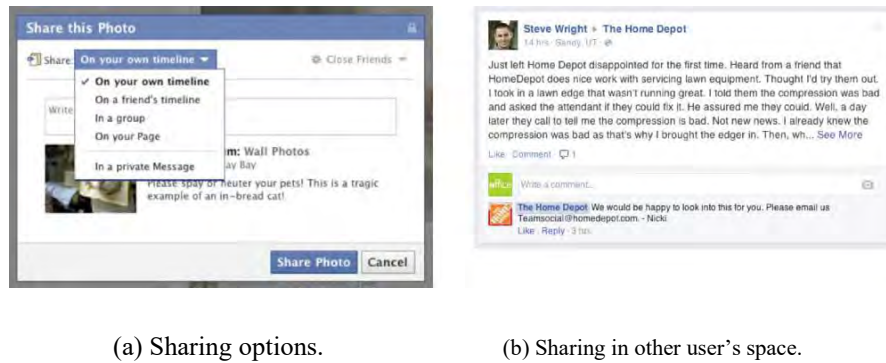 Share this Photo
Share: On your own timeline
Close Friends
✓ On your own timeline
On a friend's timeline
In a group
On your Page
In a private Message
Write
m: Wall Photos
ay Bay
Please spay or neuter your pets! This is a tragic
example of an in-bread cat!
Share Photo Cancel
(a) Sharing options.
Steve Wright ▸ The Home Depot
14 hrs · Sandy, UT ·
Just left Home Depot disappointed for the first time. Heard from a friend that
HomeDepot does nice work with servicing lawn equipment. Thought I'd try them out.
I took in a lawn edge that wasn't running great. I told them the compression was bad
and asked the attendant if they could fix it. He assured me they could. Well, a day
later they call to tell me the compression is bad. Not new news. I already knew the
compression was bad as that's why I brought the edger in. Then, wh... See More
Like · Comment · 1
Write a comment...
The Home Depot We would be happy to look into this for you. Please email us
Teamsocial@homedepot.com. - Nicki
Like · Reply · 3 hrs
(b) Sharing in other user's space.